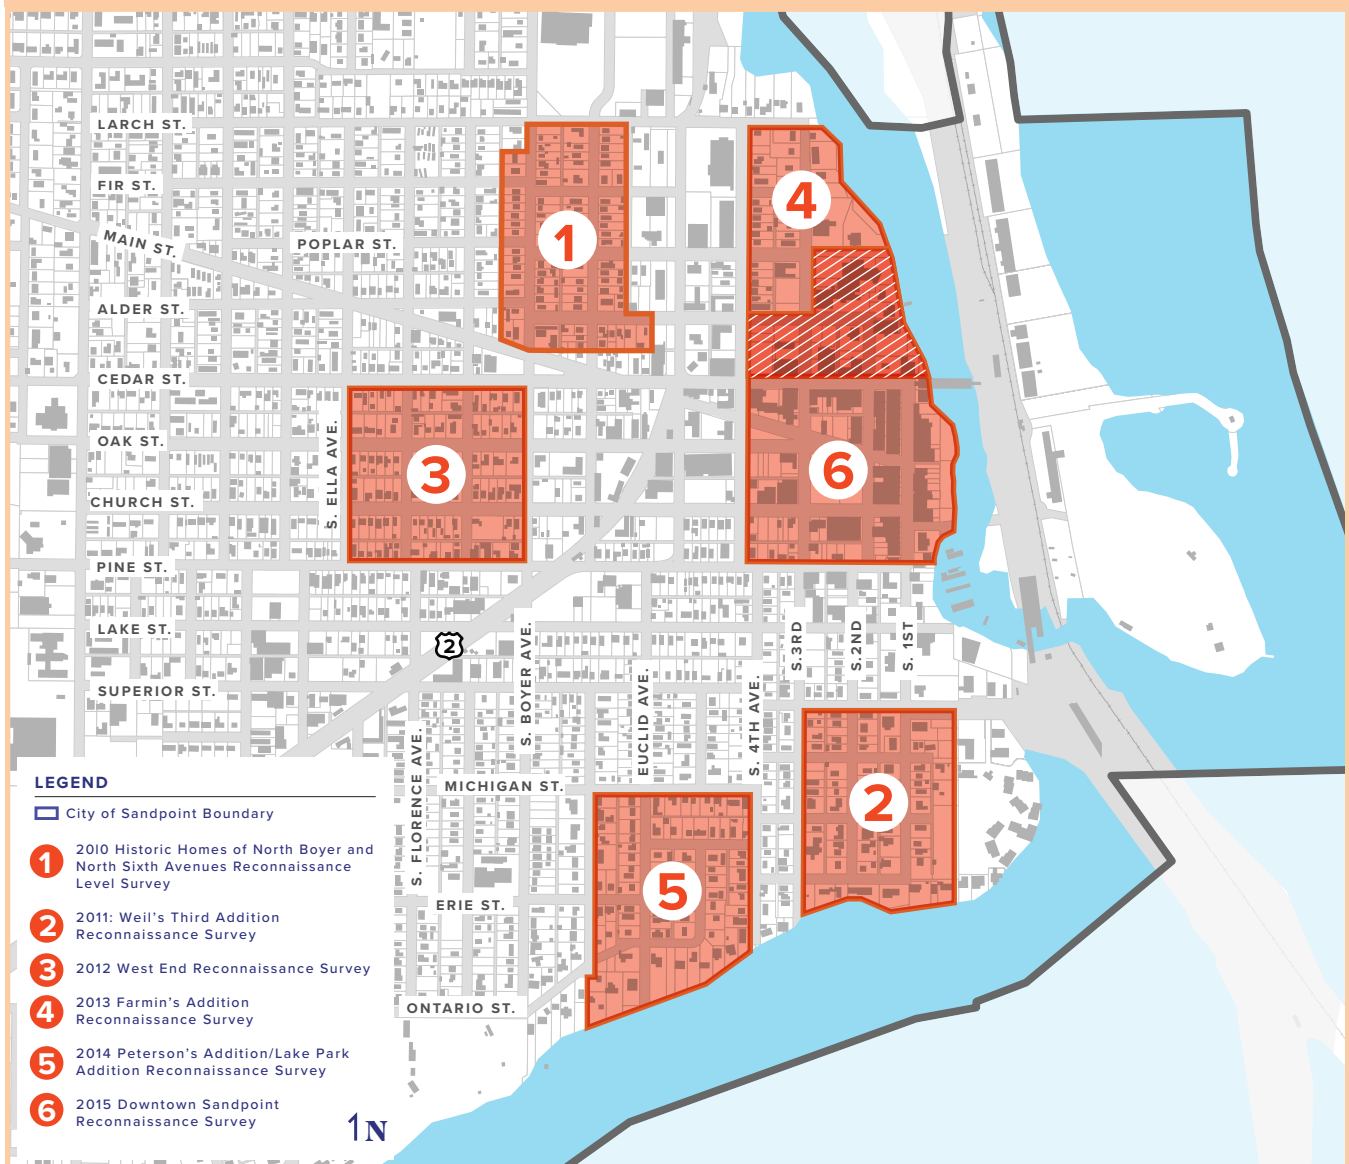 LARCH ST.
FIR ST.
MAIN ST.
POPLAR ST.
ALDER ST.
CEDAR ST.
OAK ST.
CHURCH ST.
PINE ST.
LAKE ST.
SUPERIOR ST.
S. ELLA AVE.
1
4
3
6
2
S. BOYER AVE.
EUCLID AVE.
S. 4TH AVE.
S.3RD
S.2ND
S. 1ST
S. FLORENCE AVE.
MICHIGAN ST.
2
5
ERIE ST.
ONTARIO ST.
LEGEND
City of Sandpoint Boundary
1
2010 Historic Homes of North Boyer and
North Sixth Avenues Reconnaissance
Level Survey
2
2011: Weil’s Third Addition
Reconnaissance Survey
3
2012 West End Reconnaissance Survey
4
2013 Farmin’s Addition
Reconnaissance Survey
5
2014 Peterson’s Addition/Lake Park
Addition Reconnaissance Survey
6
2015 Downtown Sandpoint
Reconnaissance Survey
N